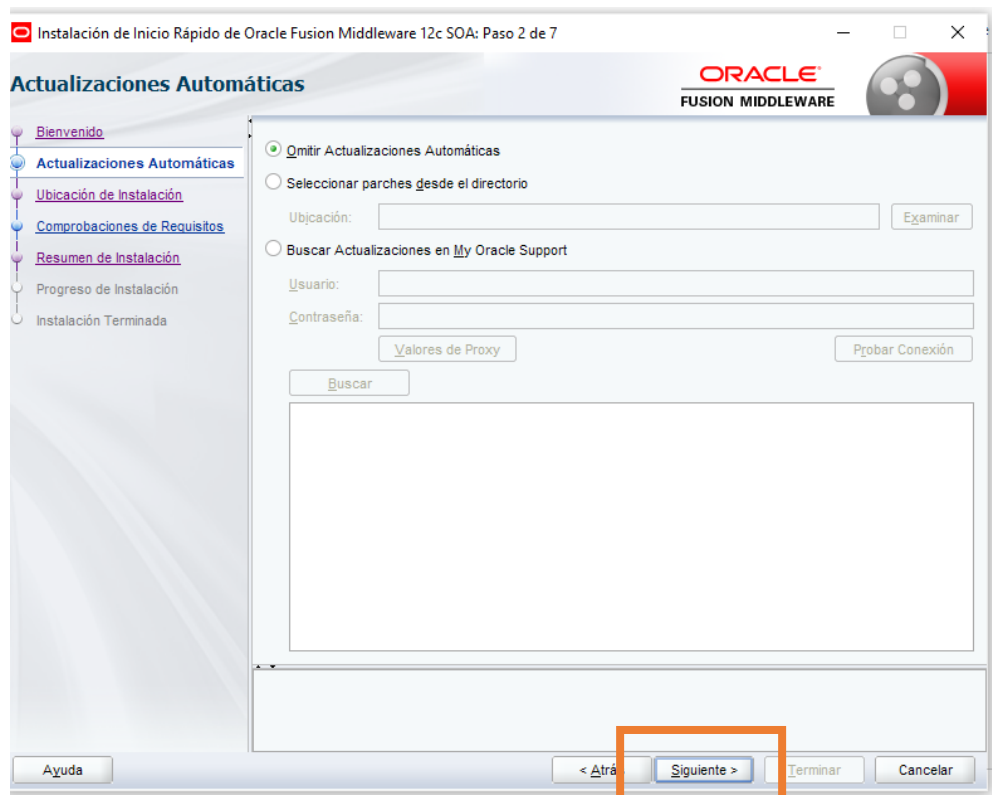 Instalación de Inicio Rápido de Oracle Fusion Middleware 12c SOA: Paso 2 de 7
Actualizaciones Automáticas
ORACLE
FUSION MIDDLEWARE
Bienvenido
Actualizaciones Automáticas
Ubicación de Instalación
Comprobaciones de Requisitos
Resumen de Instalación
Progreso de Instalación
Instalación Terminada
Omitir Actualizaciones Automáticas
Seleccionar parches desde el directorio
Ubicación:
Examinar
Buscar Actualizaciones en My Oracle Support
Usuario:
Contraseña:
Valores de Proxy
Probar Conexión
Buscar
Ayuda
< Atrás
Siguiente >
Terminar
Cancelar